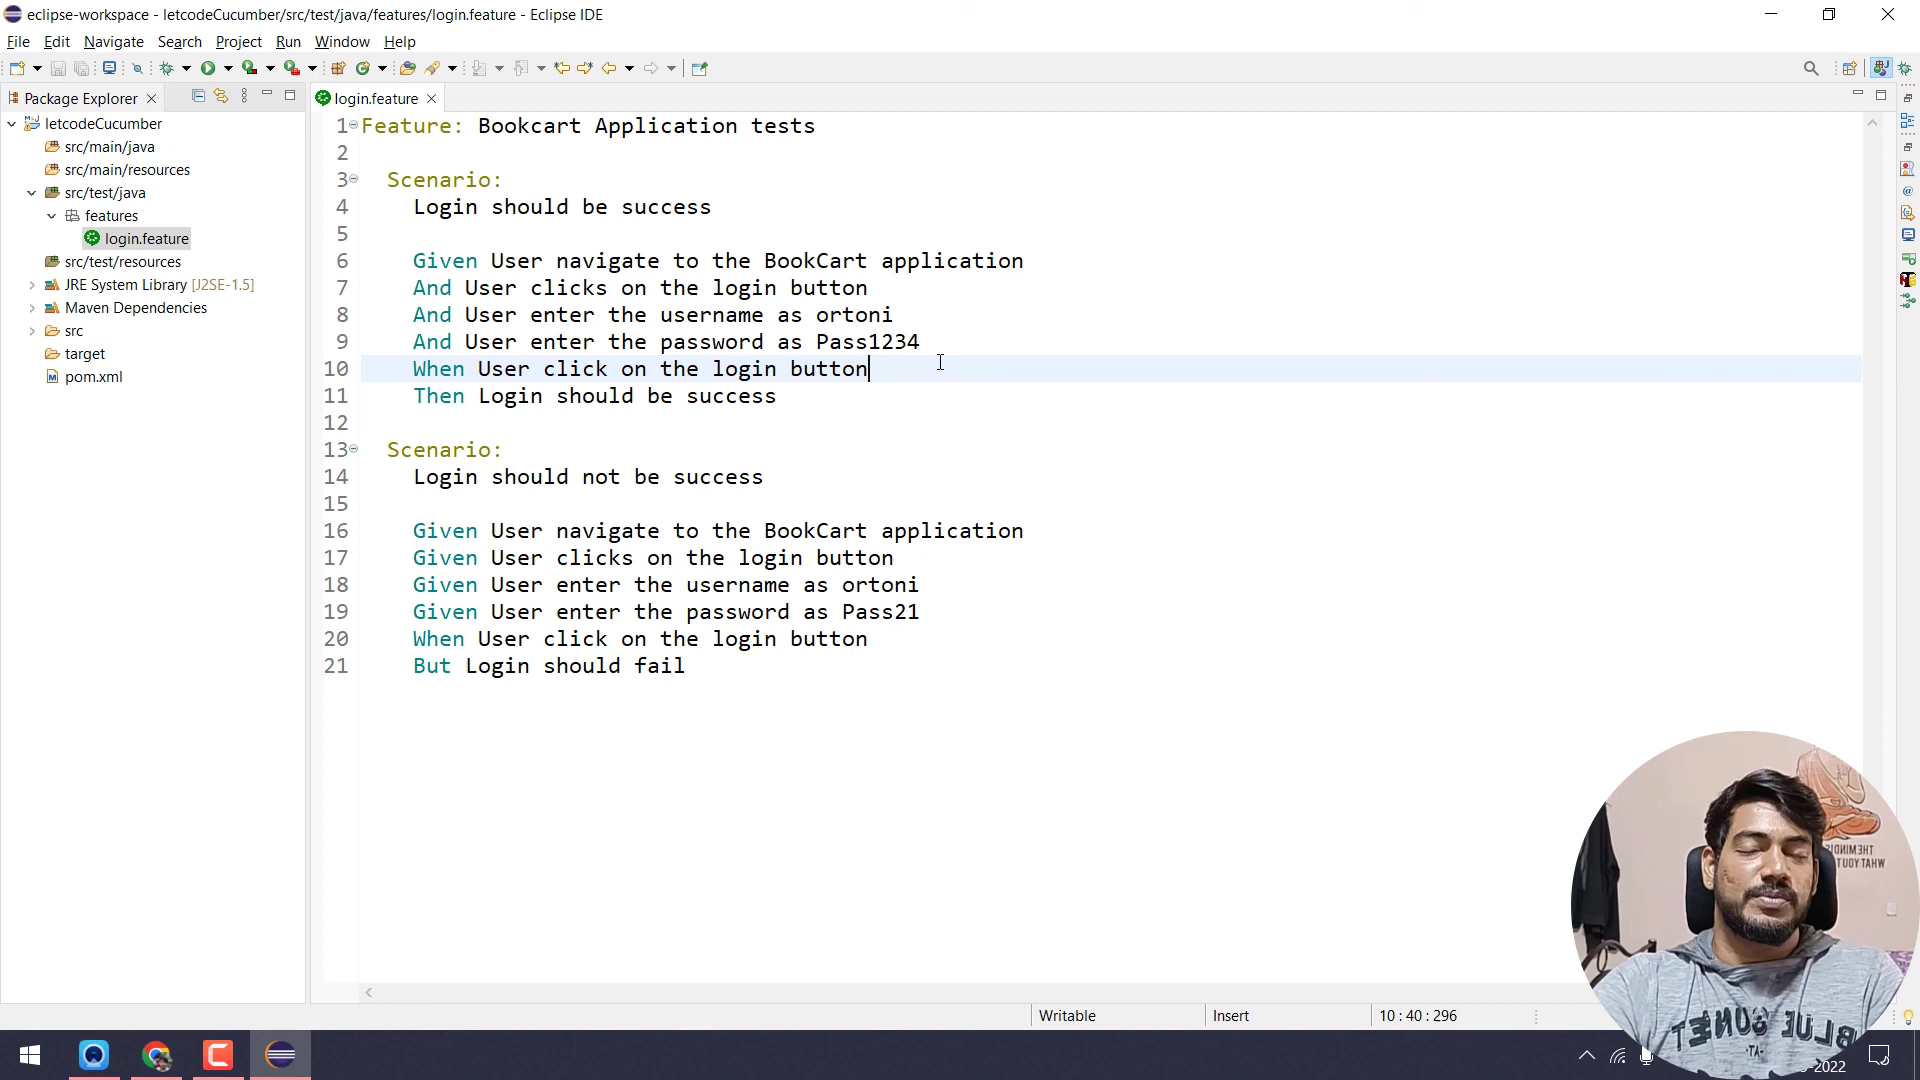 eclipse-workspace - letcodeCucumber/src/test/java/features/login.feature - Eclipse IDE
File Edit Navigate Search Project Run Window Help
Package Explorer
login.feature
letcodeCucumber
src/main/java
src/main/resources
src/test/java
features
login.feature
src/test/resources
JRE System Library [J2SE-1.5]
Maven Dependencies
src
target
pom.xml
1 Feature: Bookcart Application tests
2
3 Scenario:
4 Login should be success
5
6 Given User navigate to the BookCart application
7 And User clicks on the login button
8 And User enter the username as ortoni
9 And User enter the password as Pass1234
10 When User click on the login button
11 Then Login should be success
12
13 Scenario:
14 Login should not be success
15
16 Given User navigate to the BookCart application
17 Given User clicks on the login button
18 Given User enter the username as ortoni
19 Given User enter the password as Pass21
20 When User click on the login button
21 But Login should fail
THE MIND IS
WHAT YOU T
BLUE SUNSET
-AT-
Writable
Insert
10 : 40 : 296
-2022